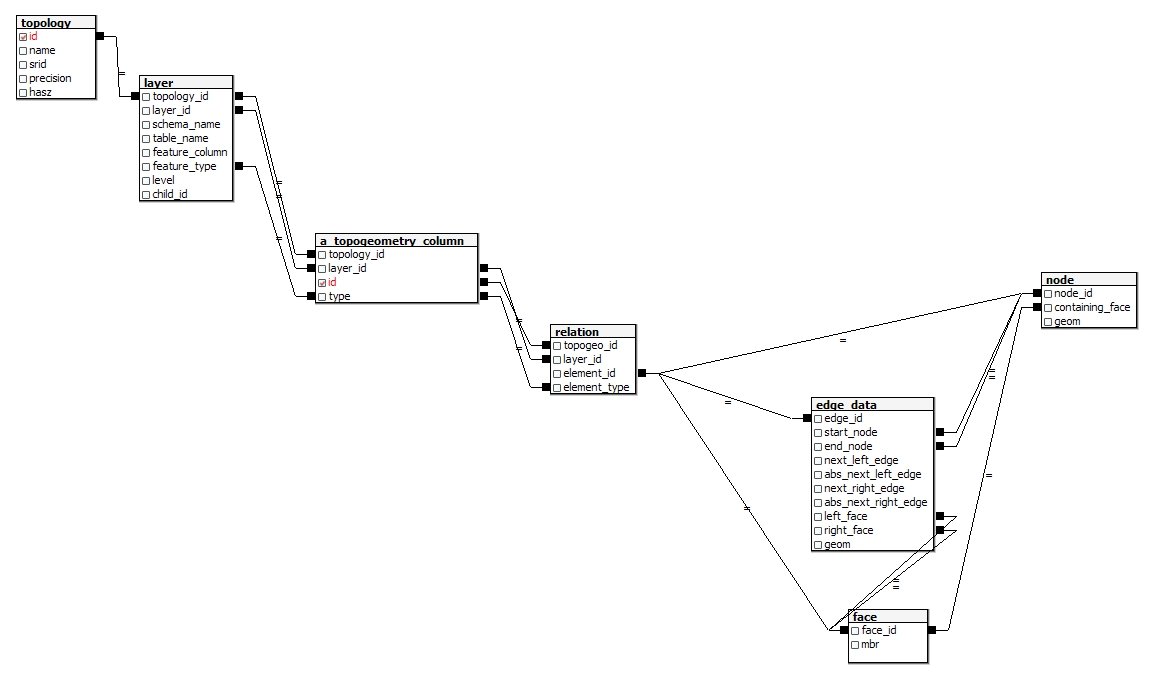 topology
id
name
srid
precision
hasz
layer
topology_id
layer_id
schema_name
table_name
feature_column
feature_type
level
child_id
a_topogeometry_column
topology_id
layer_id
id
type
relation
topogeo_id
layer_id
element_id
element_type
node
node_id
containing_face
geom
edge_data
edge_id
start_node
end_node
next_left_edge
abs_next_left_edge
next_right_edge
abs_next_right_edge
left_face
right_face
geom
face
face_id
mbr